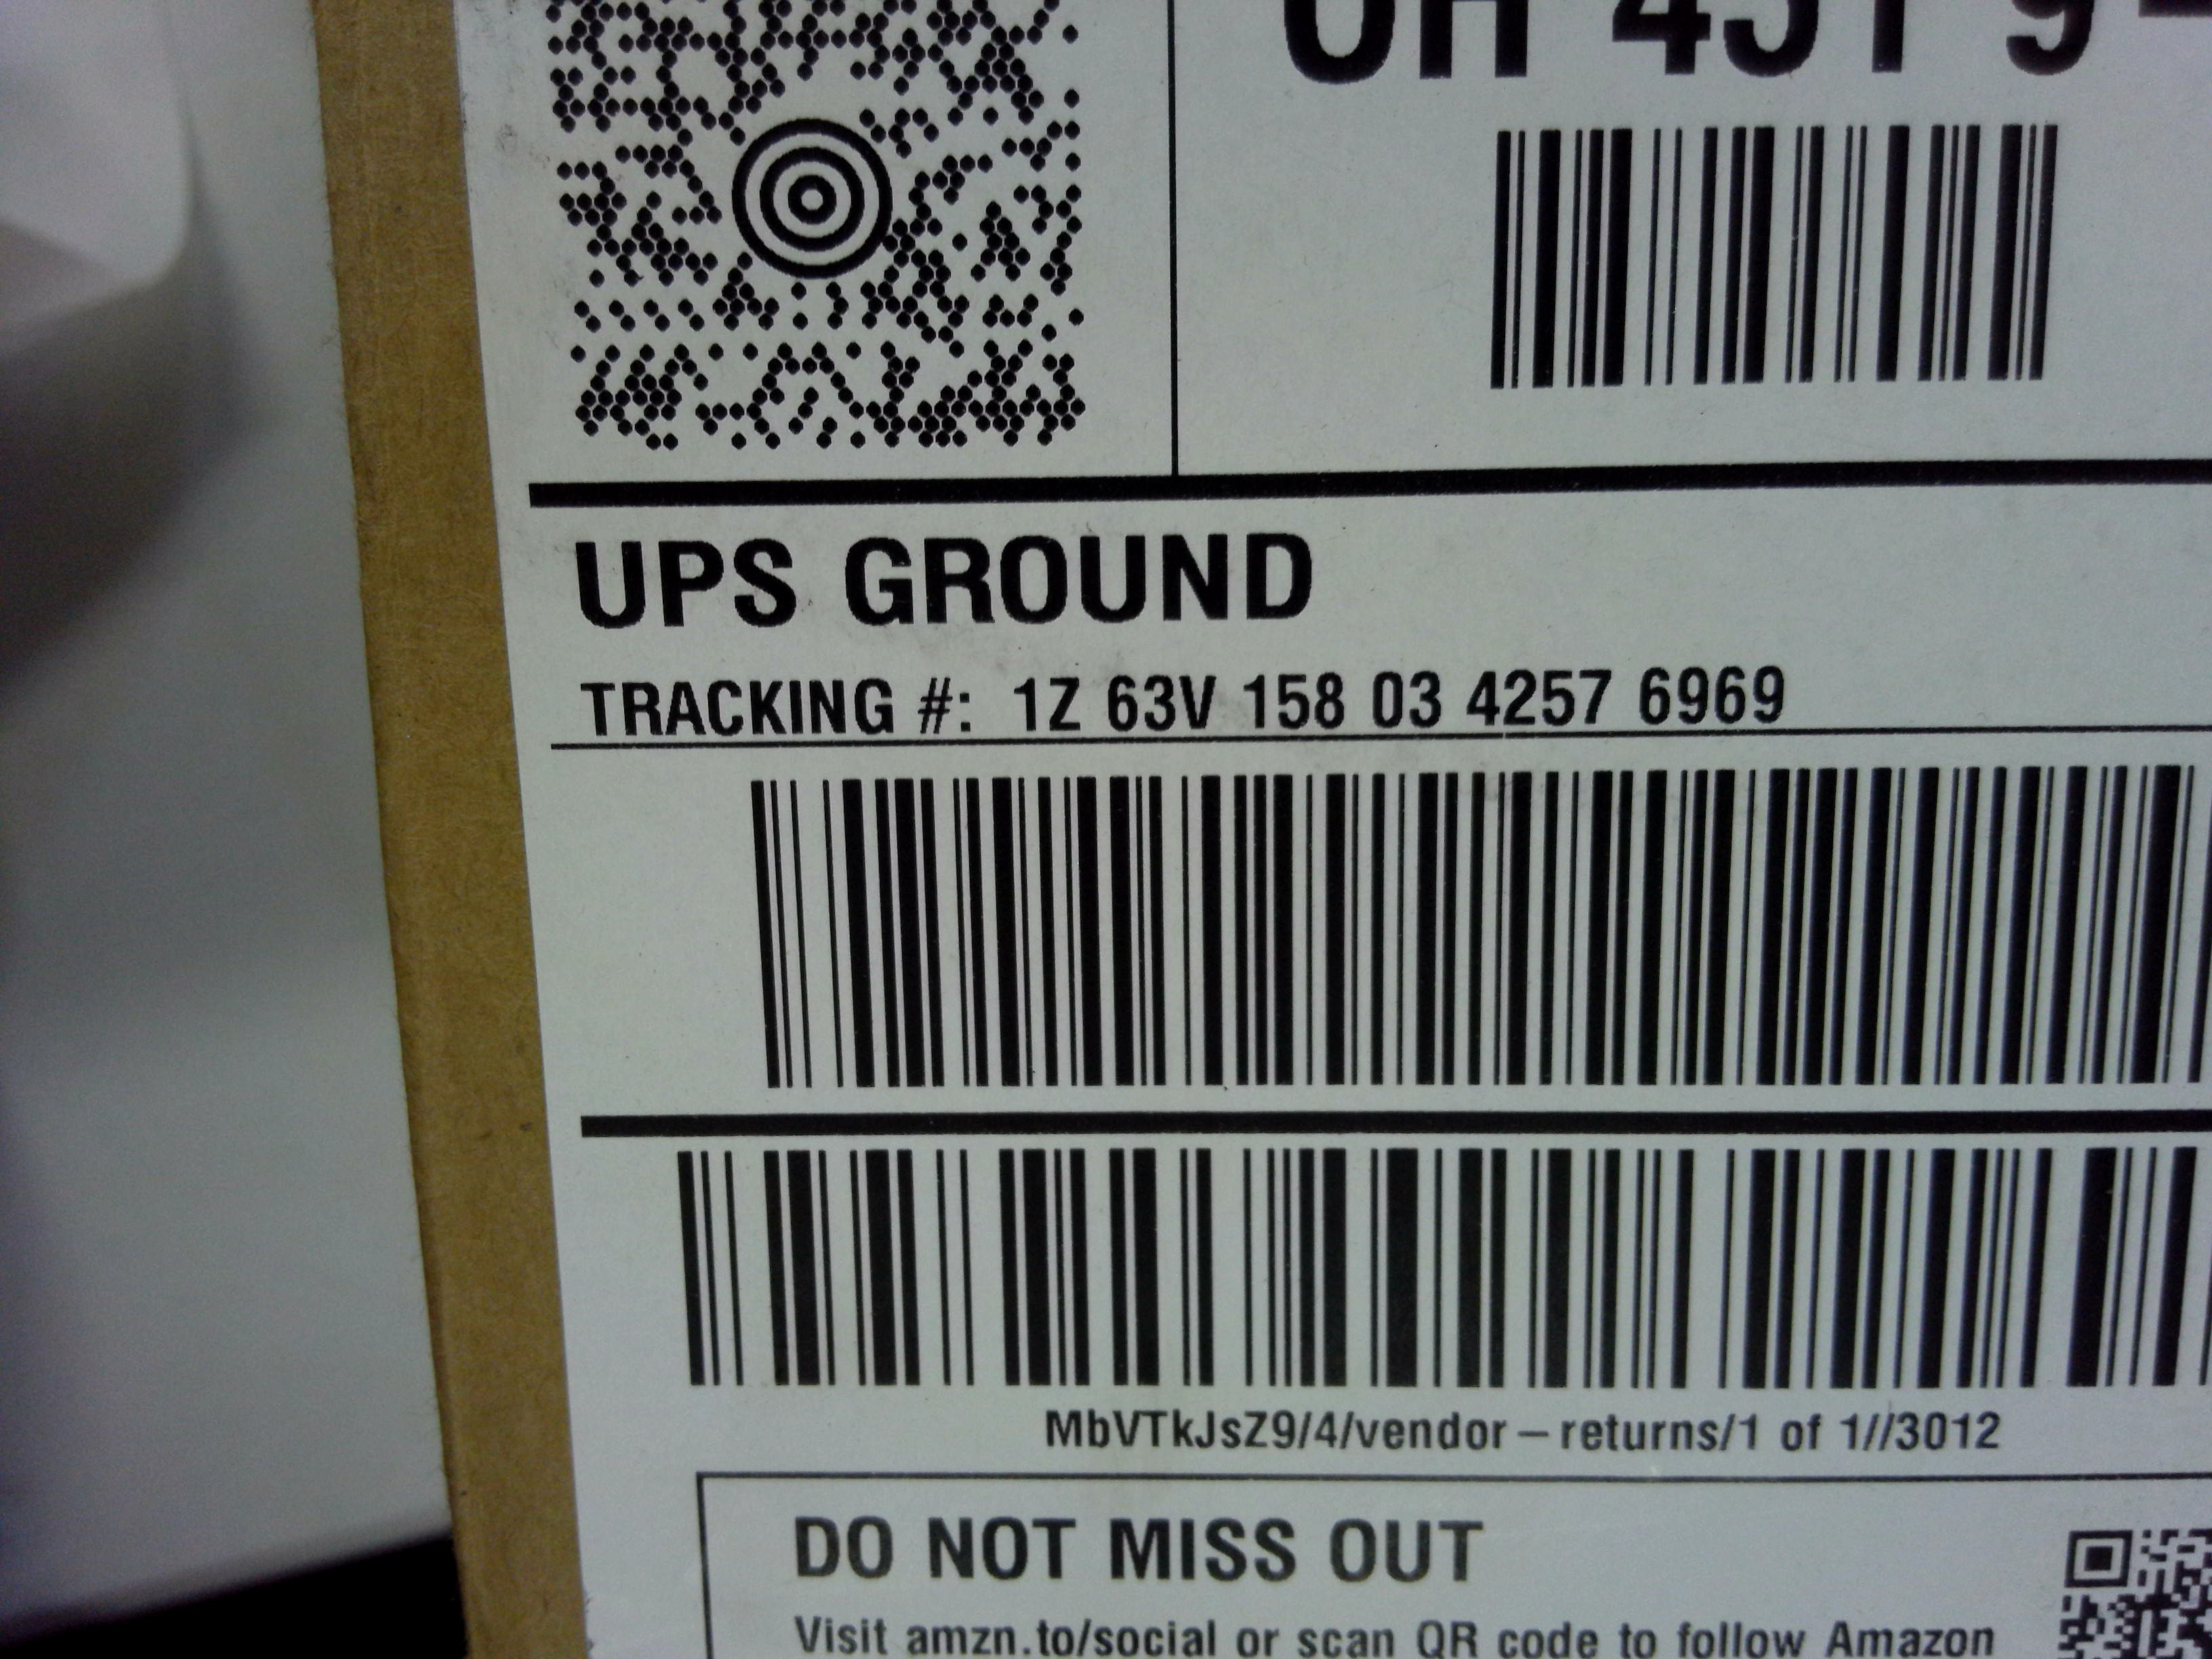 UPS GROUND
TRACKING #: 1Z 63V 158 03 4257 6969
MbVTkJsZ9/4/vendor – returns/1 of 1//3012
DO NOT MISS OUT
Visit amzn.to/social or scan QR code to follow Amazon